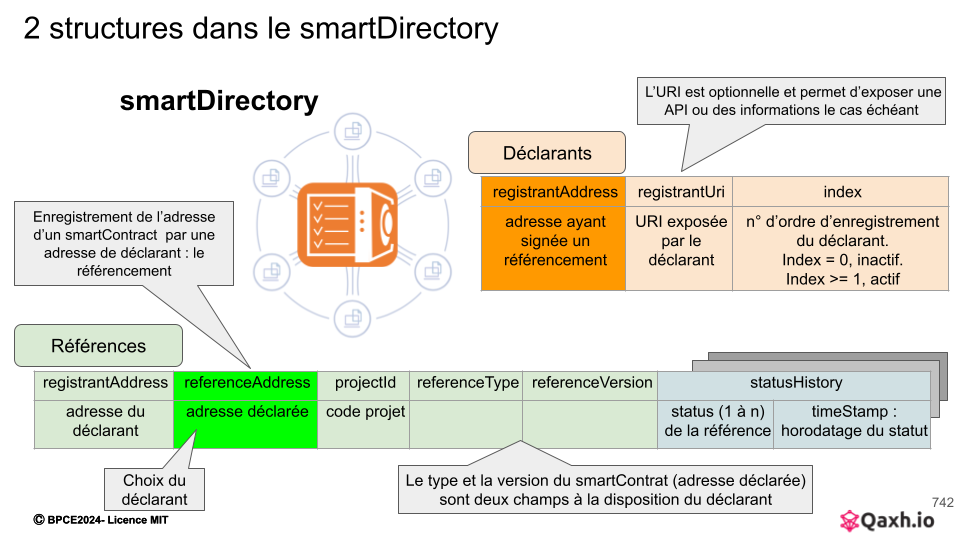 2 structures dans le smartDirectory
smartDirectory
L’URI est optionnelle et permet d’exposer une
API ou des informations le cas échéant
Déclarants
registrantAddress registrantUri index
adresse ayant
signée un
référencement
URI exposée
par le
déclarant
n° d’ordre d’enregistrement
du déclarant.
Index = 0, inactif.
Index >= 1, actif
Enregistrement de l’adresse
d’un smartContract par une
adresse de déclarant : le
référencement
Références
registrantAddress referenceAddress projectId referenceType referenceVersion statusHistory
adresse du
déclarant
adresse déclarée
code projet
status (1 à n)
de la référence
timeStamp :
horodatage du statut
Choix du
déclarant
Le type et la version du smartContrat (adresse déclarée)
sont deux champs à la disposition du déclarant
© BPCE2024- Licence MIT
742
Qaxh.io